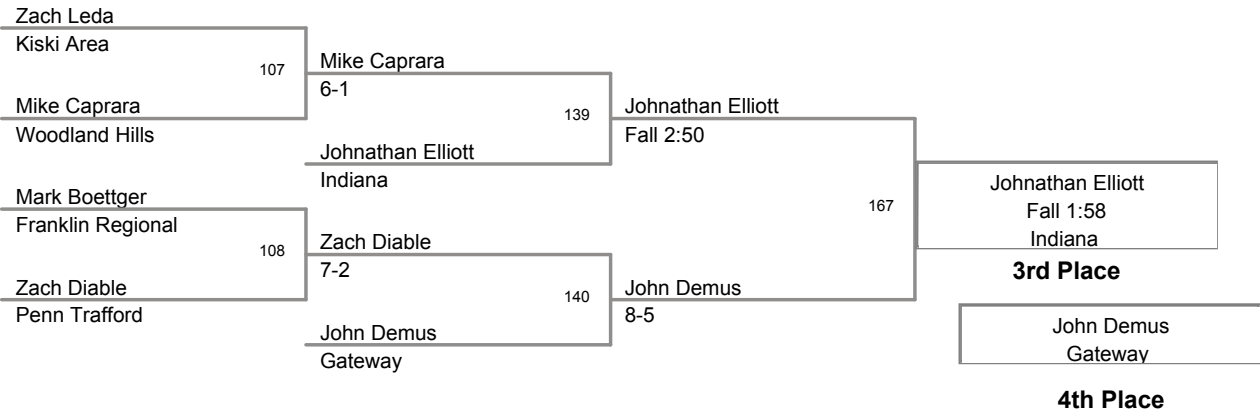 Zach Leda
Kiski Area
107
Mike Caprara
6-1
Mike Caprara
Woodland Hills
139
Johnathan Elliott
Fall 2:50
Johnathan Elliott
Indiana
Mark Boettger
Franklin Regional
108
Zach Diable
7-2
Zach Diable
Penn Trafford
140
John Demus
8-5
John Demus
Gateway
167
Johnathan Elliott
Fall 1:58
Indiana
3rd Place
John Demus
Gateway
4th Place